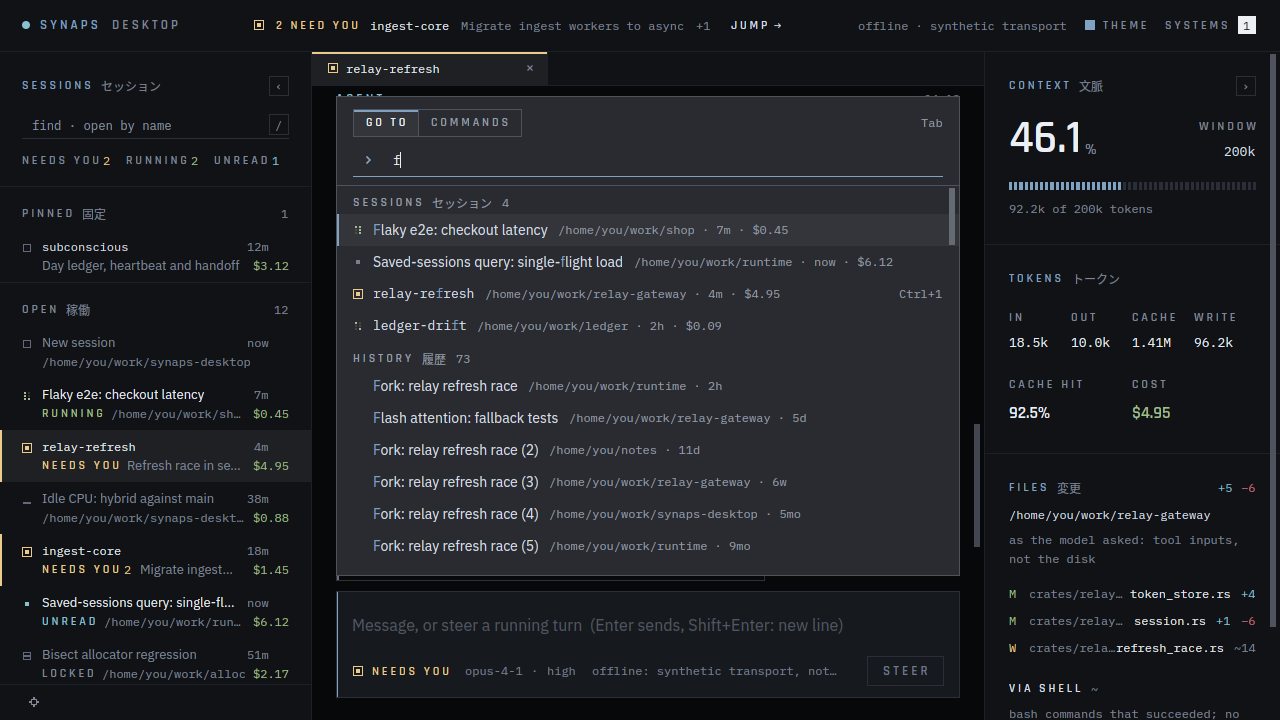 SYNAPS DESKTOP
2 NEED YOU ingest-core Migrate ingest workers to async +1 JUMP →
offline · synthetic transport THEME SYSTEMS 1
SESSIONS セッション ‹
find · open by name /
NEEDS YOU 2 RUNNING 2 UNREAD 1
PINNED 固定 1
subconscious 12m
Day ledger, heartbeat and handoff $3.12
OPEN 稼働 12
New session now
/home/you/work/synaps-desktop
Flaky e2e: checkout latency 7m
RUNNING /home/you/work/sh… $0.45
relay-refresh 4m
NEEDS YOU Refresh race in se… $4.95
Idle CPU: hybrid against main 38m
/home/you/work/synaps-deskt… $0.88
ingest-core 18m
NEEDS YOU 2 Migrate ingest… $1.45
Saved-sessions query: single-fl… now
UNREAD /home/you/work/run… $6.12
Bisect allocator regression 51m
LOCKED /home/you/work/alloc $2.17
relay-refresh ×
GO TO COMMANDS Tab
› f
SESSIONS セッション 4
Flaky e2e: checkout latency /home/you/work/shop · 7m · $0.45
Saved-sessions query: single-flight load /home/you/work/runtime · now · $6.12
relay-refresh /home/you/work/relay-gateway · 4m · $4.95 Ctrl+1
ledger-drift /home/you/work/ledger · 2h · $0.09
HISTORY 履歴 73
Fork: relay refresh race /home/you/work/runtime · 2h
Flash attention: fallback tests /home/you/work/relay-gateway · 5d
Fork: relay refresh race (2) /home/you/notes · 11d
Fork: relay refresh race (3) /home/you/work/relay-gateway · 6w
Fork: relay refresh race (4) /home/you/work/synaps-desktop · 5mo
Fork: relay refresh race (5) /home/you/work/runtime · 9mo
Message, or steer a running turn (Enter sends, Shift+Enter: new line)
NEEDS YOU opus-4-1 · high offline: synthetic transport, not… STEER
CONTEXT 文脈 ›
46.1% WINDOW
200k
92.2k of 200k tokens
TOKENS トークン
IN OUT CACHE WRITE
18.5k 10.0k 1.41M 96.2k
CACHE HIT COST
92.5% $4.95
FILES 変更 +5 −6
/home/you/work/relay-gateway
as the model asked: tool inputs,
not the disk
M crates/relay… token_store.rs +4
M crates/relay… session.rs +1 −6
W crates/rela…refresh_race.rs ~14
VIA SHELL ~
bash commands that succeeded; no